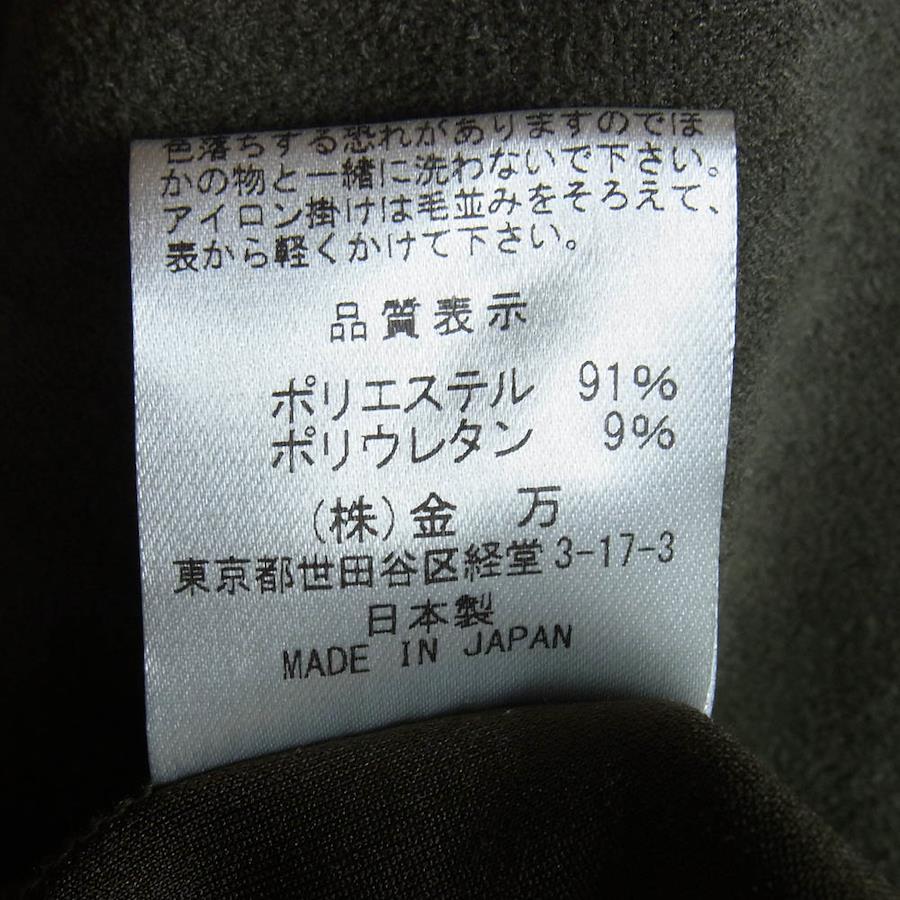 色落ちする恐れがありますのでほ
かの物と一緒に洗わないで下さい。
アイロン掛けは毛並みをそろえて、
表から軽くかけて下さい。
品質表示
ポリエステル 91%
ポリウレタン 9%
(株)金 万
東京都世田谷区経堂3-17-3
日本製
MADE IN JAPAN